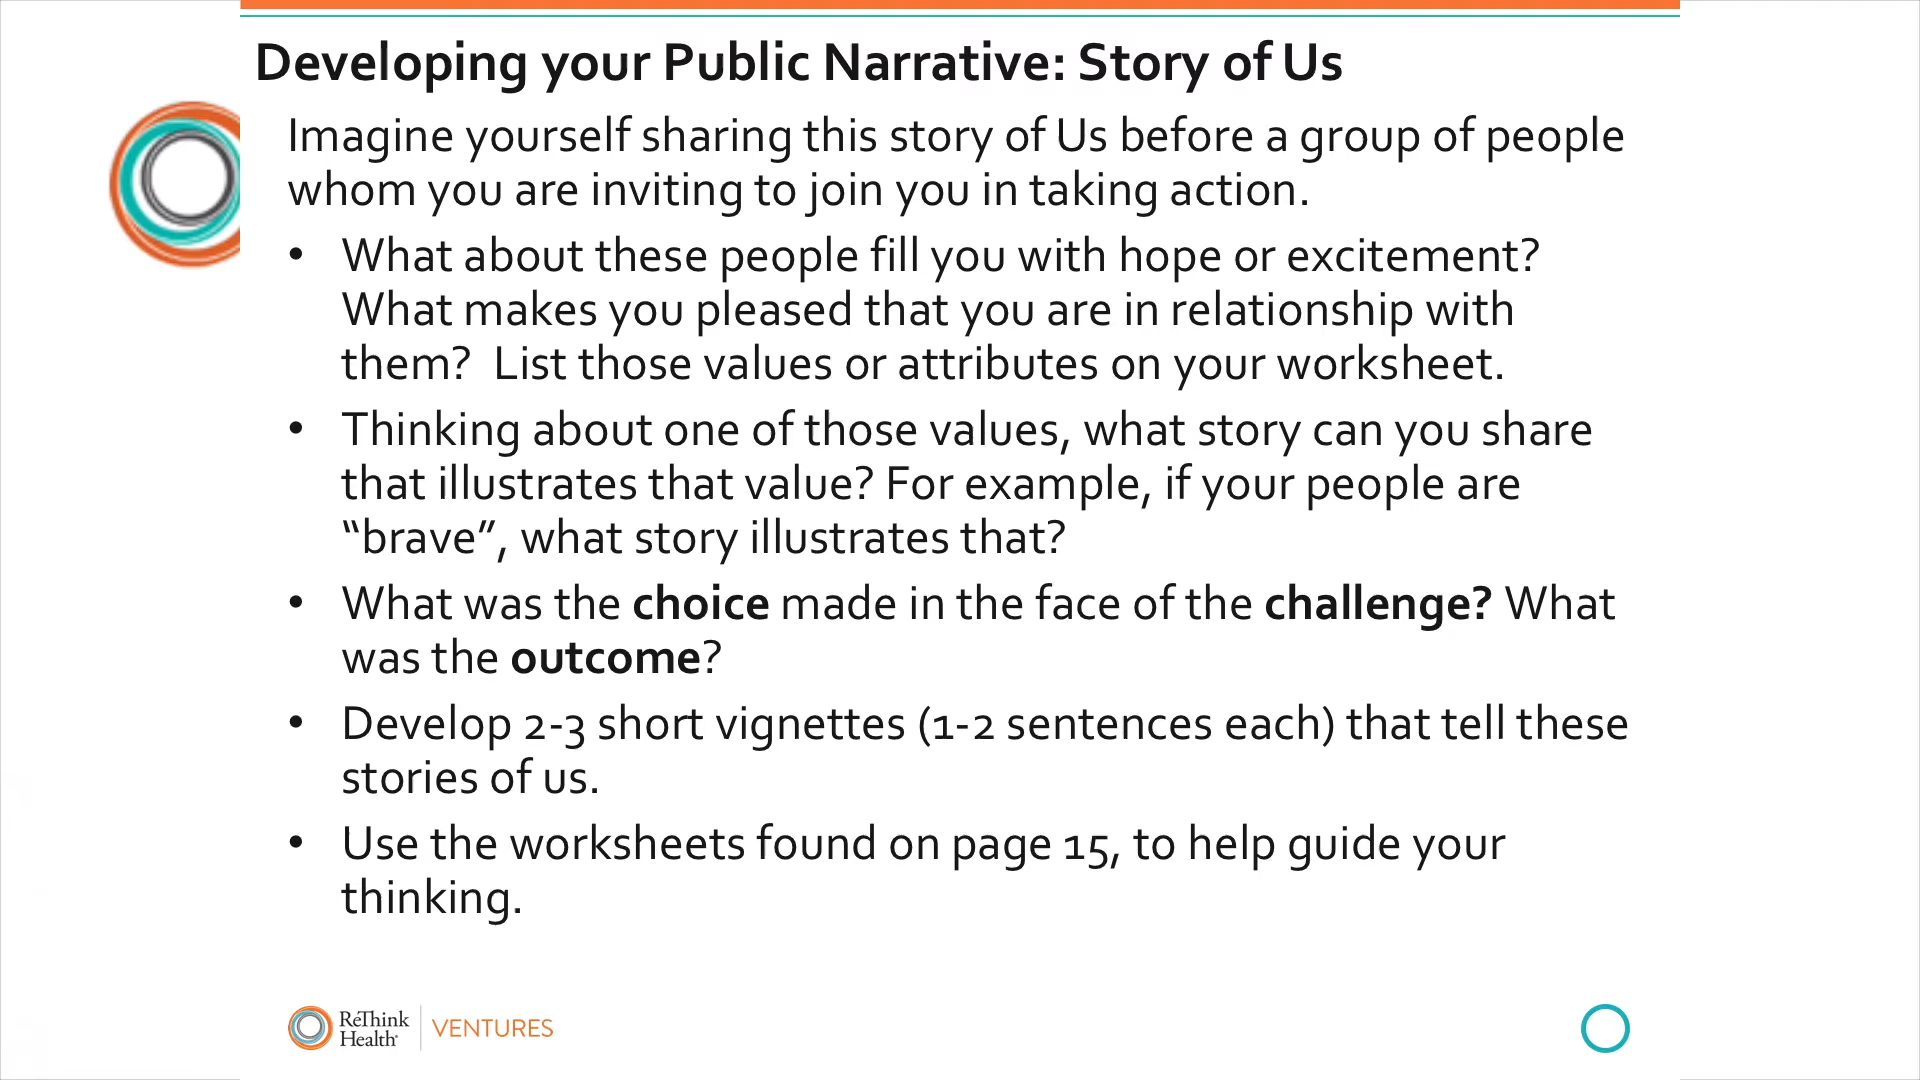 Developing your Public Narrative: Story of Us
Imagine yourself sharing this story of Us before a group of people
whom you are inviting to join you in taking action.
• What about these people fill you with hope or excitement?
What makes you pleased that you are in relationship with
them?  List those values or attributes on your worksheet.
• Thinking about one of those values, what story can you share
that illustrates that value? For example, if your people are
“brave”, what story illustrates that?
• What was the choice made in the face of the challenge? What
was the outcome?
• Develop 2-3 short vignettes (1-2 sentences each) that tell these
stories of us.
• Use the worksheets found on page 15, to help guide your
thinking.
ReThink
Health
VENTURES